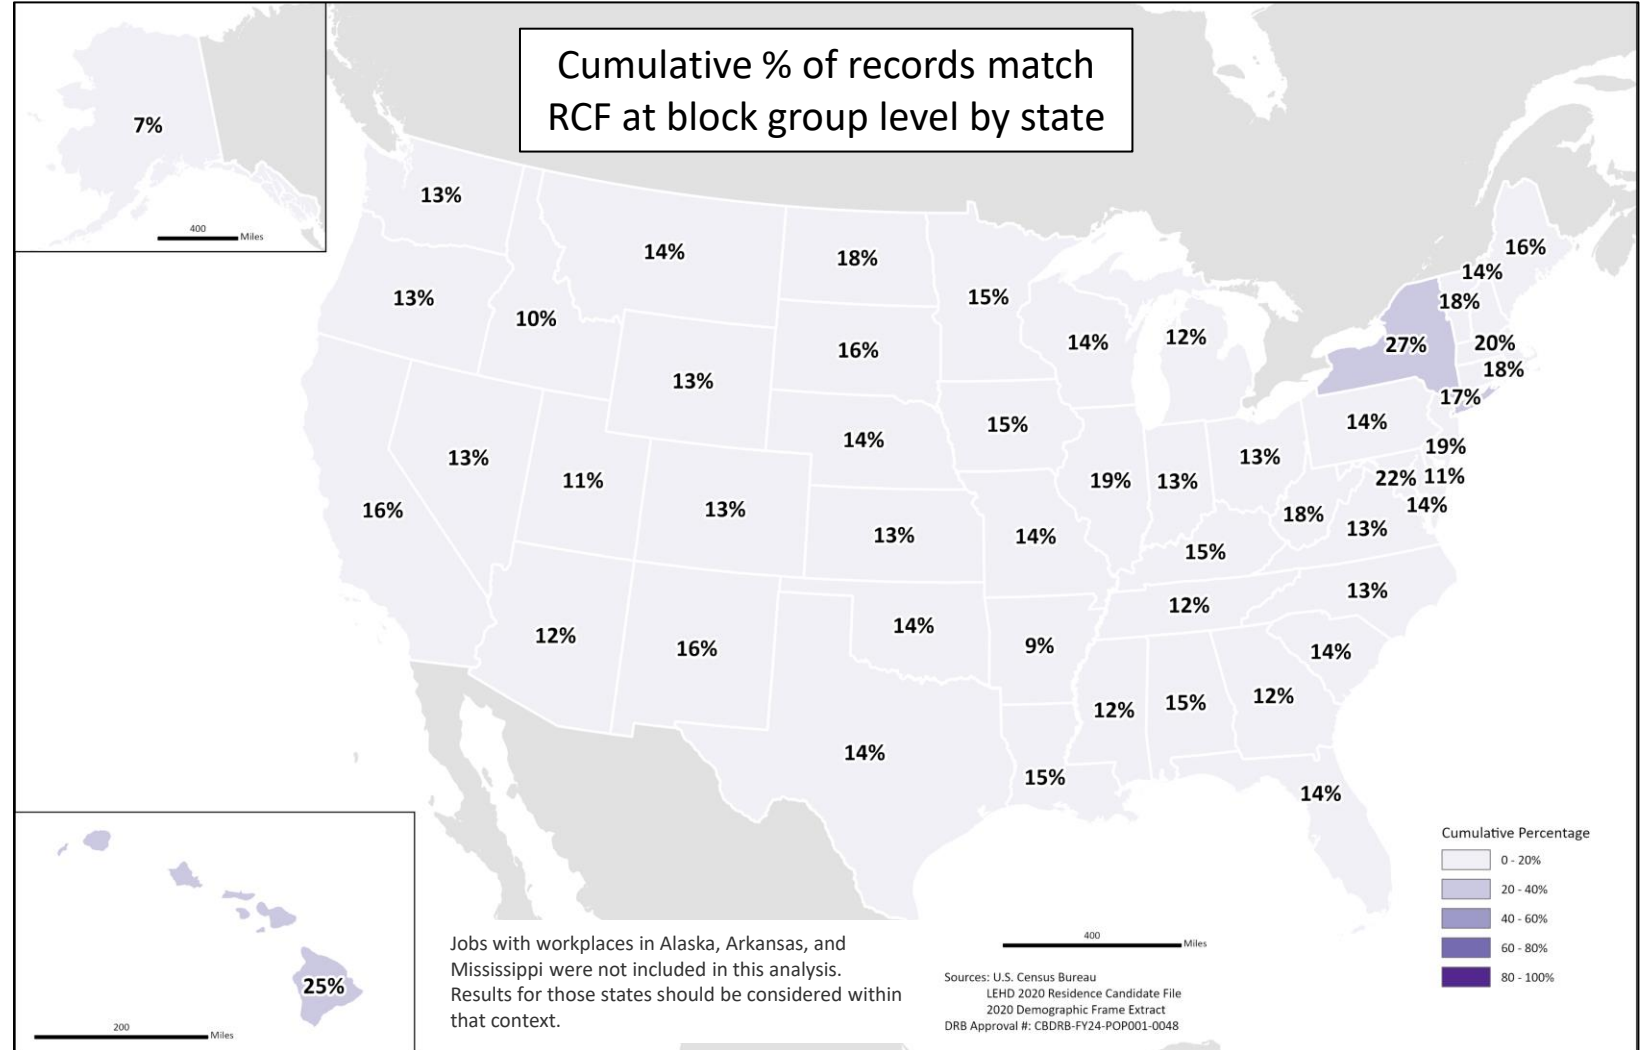 Cumulative % of records match
RCF at block group level by state
7%
400
Miles
13%
14%
18%
15%
16%
14%
13%
10%
16%
14%
12%
18%
27%
20%
18%
13%
14%
15%
17%
14%
19%
13%
11%
13%
19%
13%
13%
22%
11%
14%
16%
13%
14%
18%
13%
15%
13%
12%
12%
16%
14%
9%
14%
12%
15%
12%
14%
15%
14%
25%
200
Miles
Jobs with workplaces in Alaska, Arkansas, and
Mississippi were not included in this analysis.
Results for those states should be considered within
that context.
400
Miles
Sources: U.S. Census Bureau
LEHD 2020 Residence Candidate File
2020 Demographic Frame Extract
DRB Approval #: CBDRB-FY24-POP001-0048
Cumulative Percentage
0 - 20%
20 - 40%
40 - 60%
60 - 80%
80 - 100%